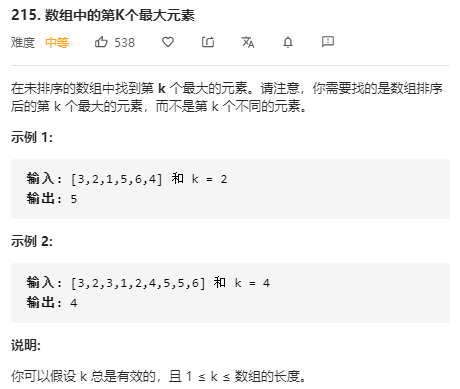 215. 数组中的第K个最大元素
难度 中等 538
在未排序的数组中找到第 k 个最大的元素。请注意，你需要找的是数组排序
后的第 k 个最大的元素，而不是第 k 个不同的元素。
示例 1:
输入: [3,2,1,5,6,4] 和 k = 2
输出: 5
示例 2:
输入: [3,2,3,1,2,4,5,5,6] 和 k = 4
输出: 4
说明:
你可以假设 k 总是有效的，且 1 ≤ k ≤ 数组的长度。